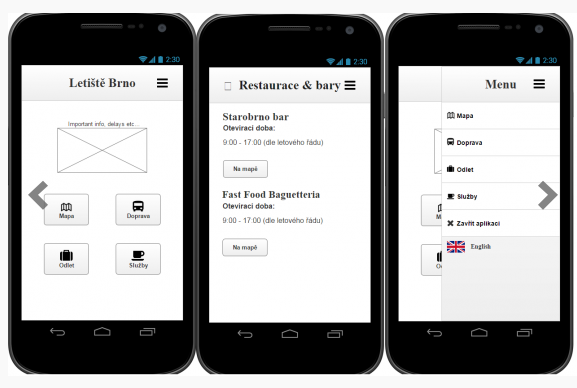 2:30
Letiště Brno
Important info, delays etc...
Mapa
Doprava
Odlet
Služby
2:30
Restaurace & bary
Starobrno bar
Otevírací doba:
9:00 - 17:00 (dle letového řádu)
Na mapě
Fast Food Baguetteria
Otevírací doba:
9:00 - 17:00 (dle letového řádu)
Na mapě
2:30
Menu
Mapa
Doprava
Odlet
Služby
Zavřít aplikaci
English
M
Od